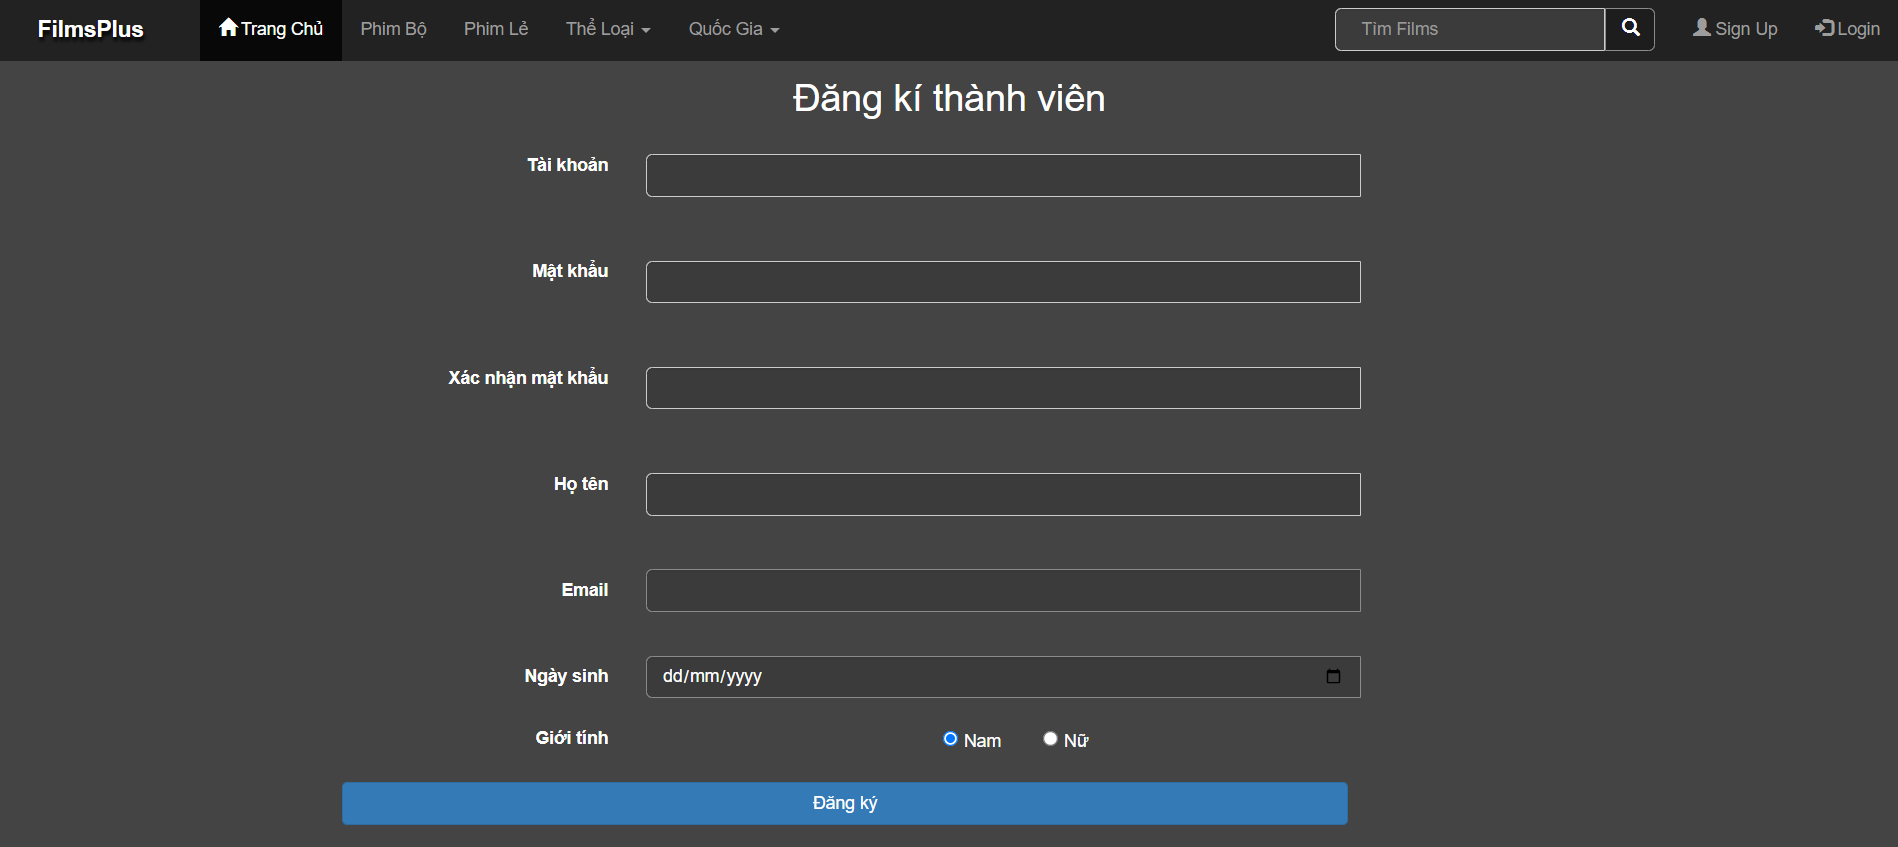 FilmsPlus Trang Chủ Phim Bộ Phim Lẻ Thể Loại Quốc Gia Tìm Films Sign Up Login
Đăng kí thành viên
Tài khoản
Mật khẩu
Xác nhận mật khẩu
Họ tên
Email
Ngày sinh dd/mm/yyyy
Giới tính Nam Nữ
Đăng ký